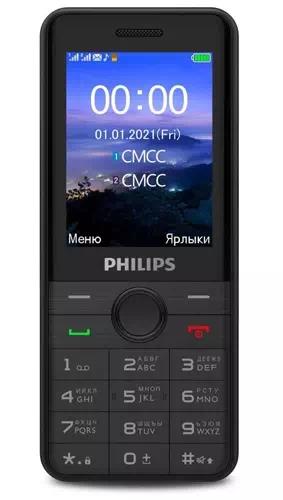 00:00
01.01.2021(Fri)
1 CMCC
2 CMCC
Меню Ярлыки
PHILIPS
1 2 АБВГ ABC 3 ДЕЁЖЗ DEF
4 ИЙКЛ GHI 5 МНОП JKL 6 РСТУ MNO
7 ФХЦЧ PQRS 8 ШЩЪЫ TUV 9 ЬЭЮЯ WXYZ
*. 0 ± #